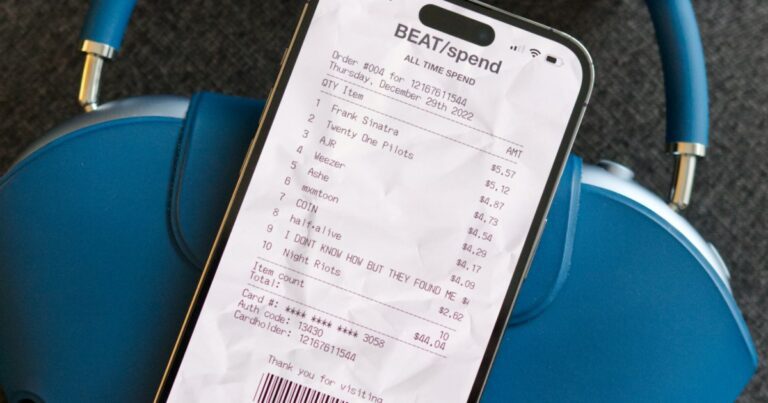 BEAT/spend
ALL TIME SPEND
Order #004 for 12167611544
Thursday, December 29th 2022
QTY Item AMT
1 Frank Sinatra $5.57
2 Twenty One Pilots $5.12
3 AJR $4.87
4 Weezer $4.73
5 Ashe $4.54
6 mxmtoon $4.29
7 COIN $4.17
8 half·alive $4.09
9 I DONT KNOW HOW BUT THEY FOUND ME $4
10 Night Riots $2.62
Item count 10
Total: $44.04
Card #: **** **** **** 3058
Auth code: 13430
Cardholder: 12167611544
Thank you for visiting